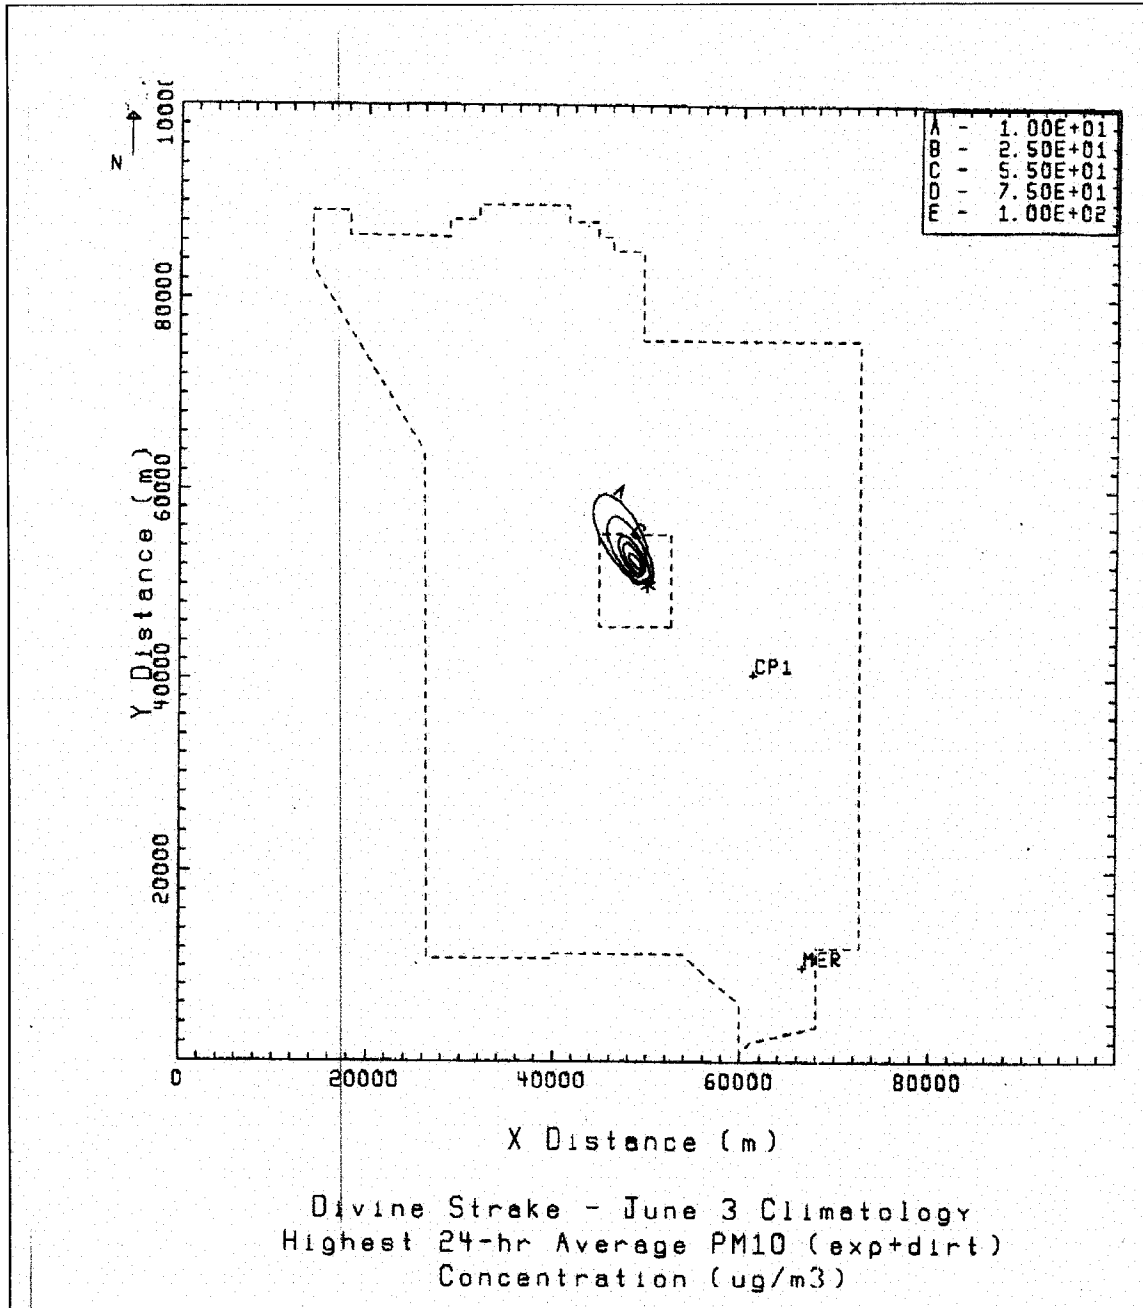 N
Y Distance (m)
100000
80000
60000
40000
20000
A - 1.00E+01
B - 2.50E+01
C - 5.50E+01
D - 7.50E+01
E - 1.00E+02
A
C
CP1
MER
0 20000 40000 60000 80000
X Distance (m)
Divine Strake - June 3 Climatology
Highest 24-hr Average PM10 (exp+dirt)
Concentration (ug/m3)